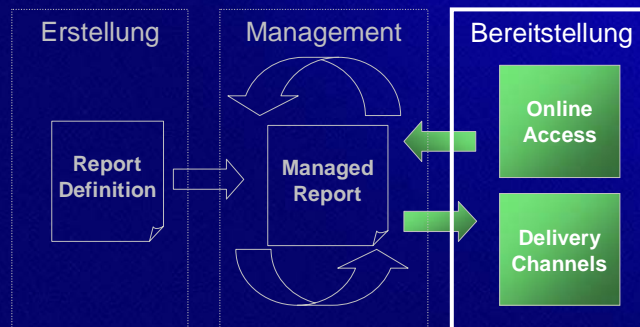 Erstellung
Management
Bereitstellung
Report
Definition
Managed
Report
Online
Access
Delivery
Channels